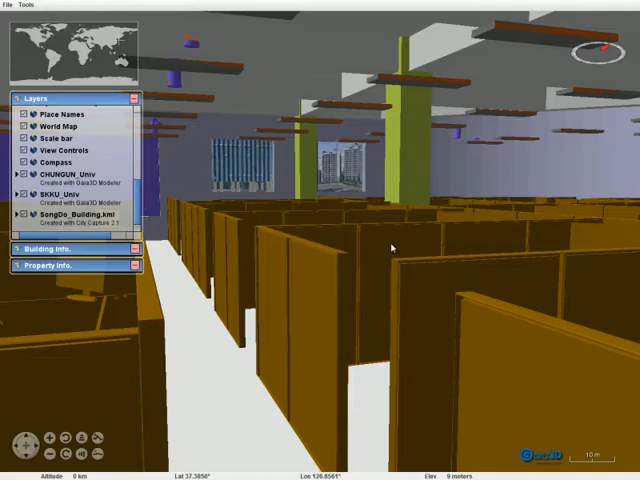 File Tools
Layers
Place Names
World Map
Scale bar
View Controls
Compass
CHUNGUN_Univ
Created with Gaia3D Modeler
SKKU_Univ
Created with Gaia3D Modeler
SongDo_Building.kml
Created with City Capture 2.1
Building Info.
Property Info.
Gaia3D
10 m
Altitude 0 km
Lat 37.3850°
Lon 126.6561°
Elev 9 meters